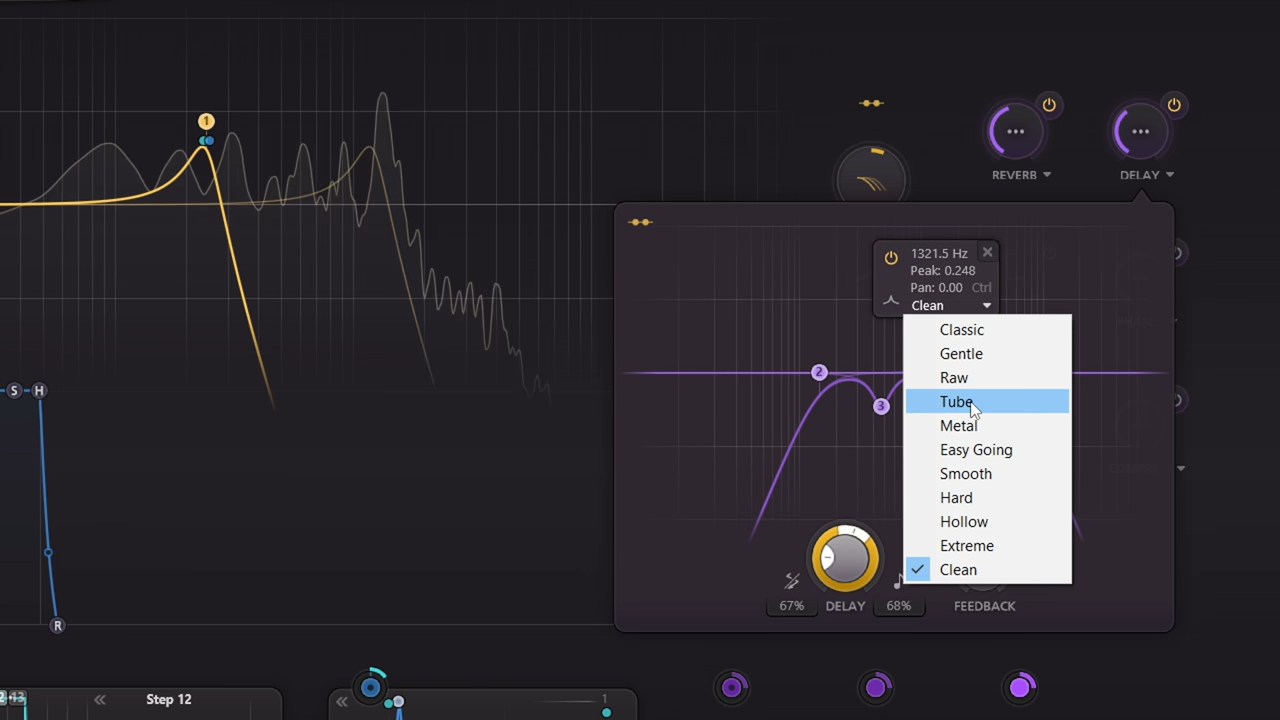 1
REVERB
DELAY
1321.5 Hz
Peak: 0.248
Pan: 0.00 Ctrl
Clean
Classic
Gentle
Raw
Tube
Metal
Easy Going
Smooth
Hard
Hollow
Extreme
Clean
2
3
S
H
67%
DELAY
68%
FEEDBACK
R
13
Step 12
1